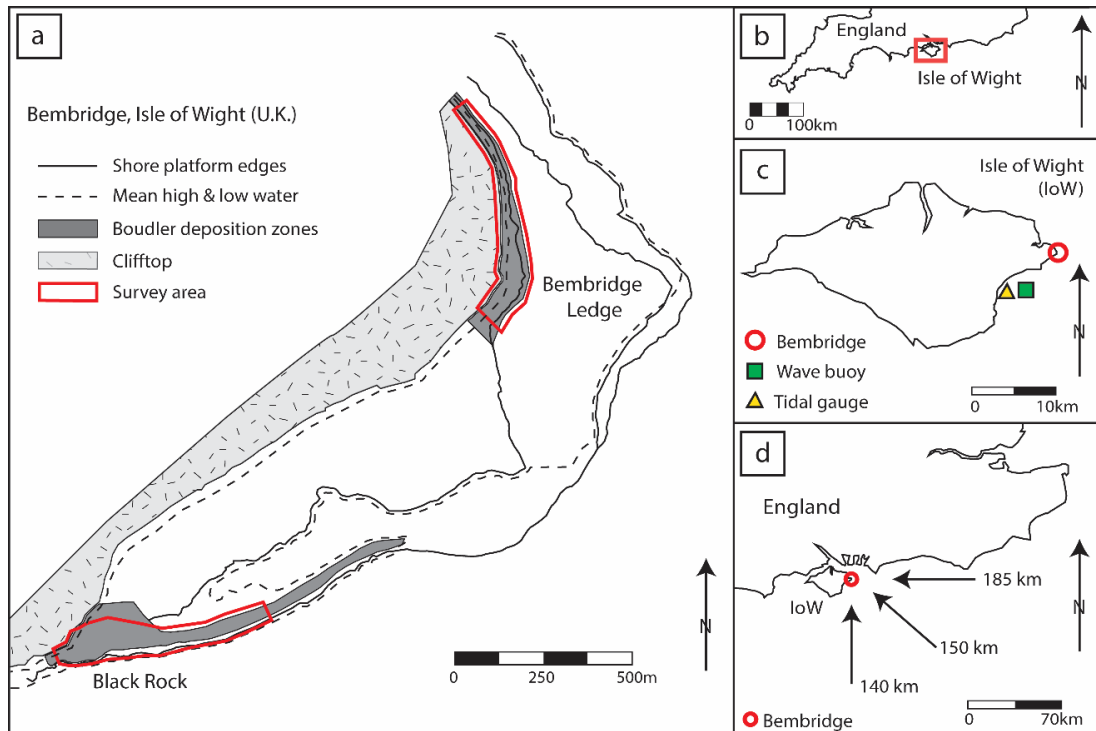 a
Bembridge, Isle of Wight (U.K.)
Shore platform edges
Mean high & low water
Boudler deposition zones
Clifftop
Survey area
Bembridge
Ledge
Black Rock
0 250 500m
N
b
England
Isle of Wight
0 100km
N
c
Isle of Wight
(IoW)
Bembridge
Wave buoy
Tidal gauge
0 10km
N
d
England
IoW
185 km
150 km
140 km
Bembridge
0 70km
N